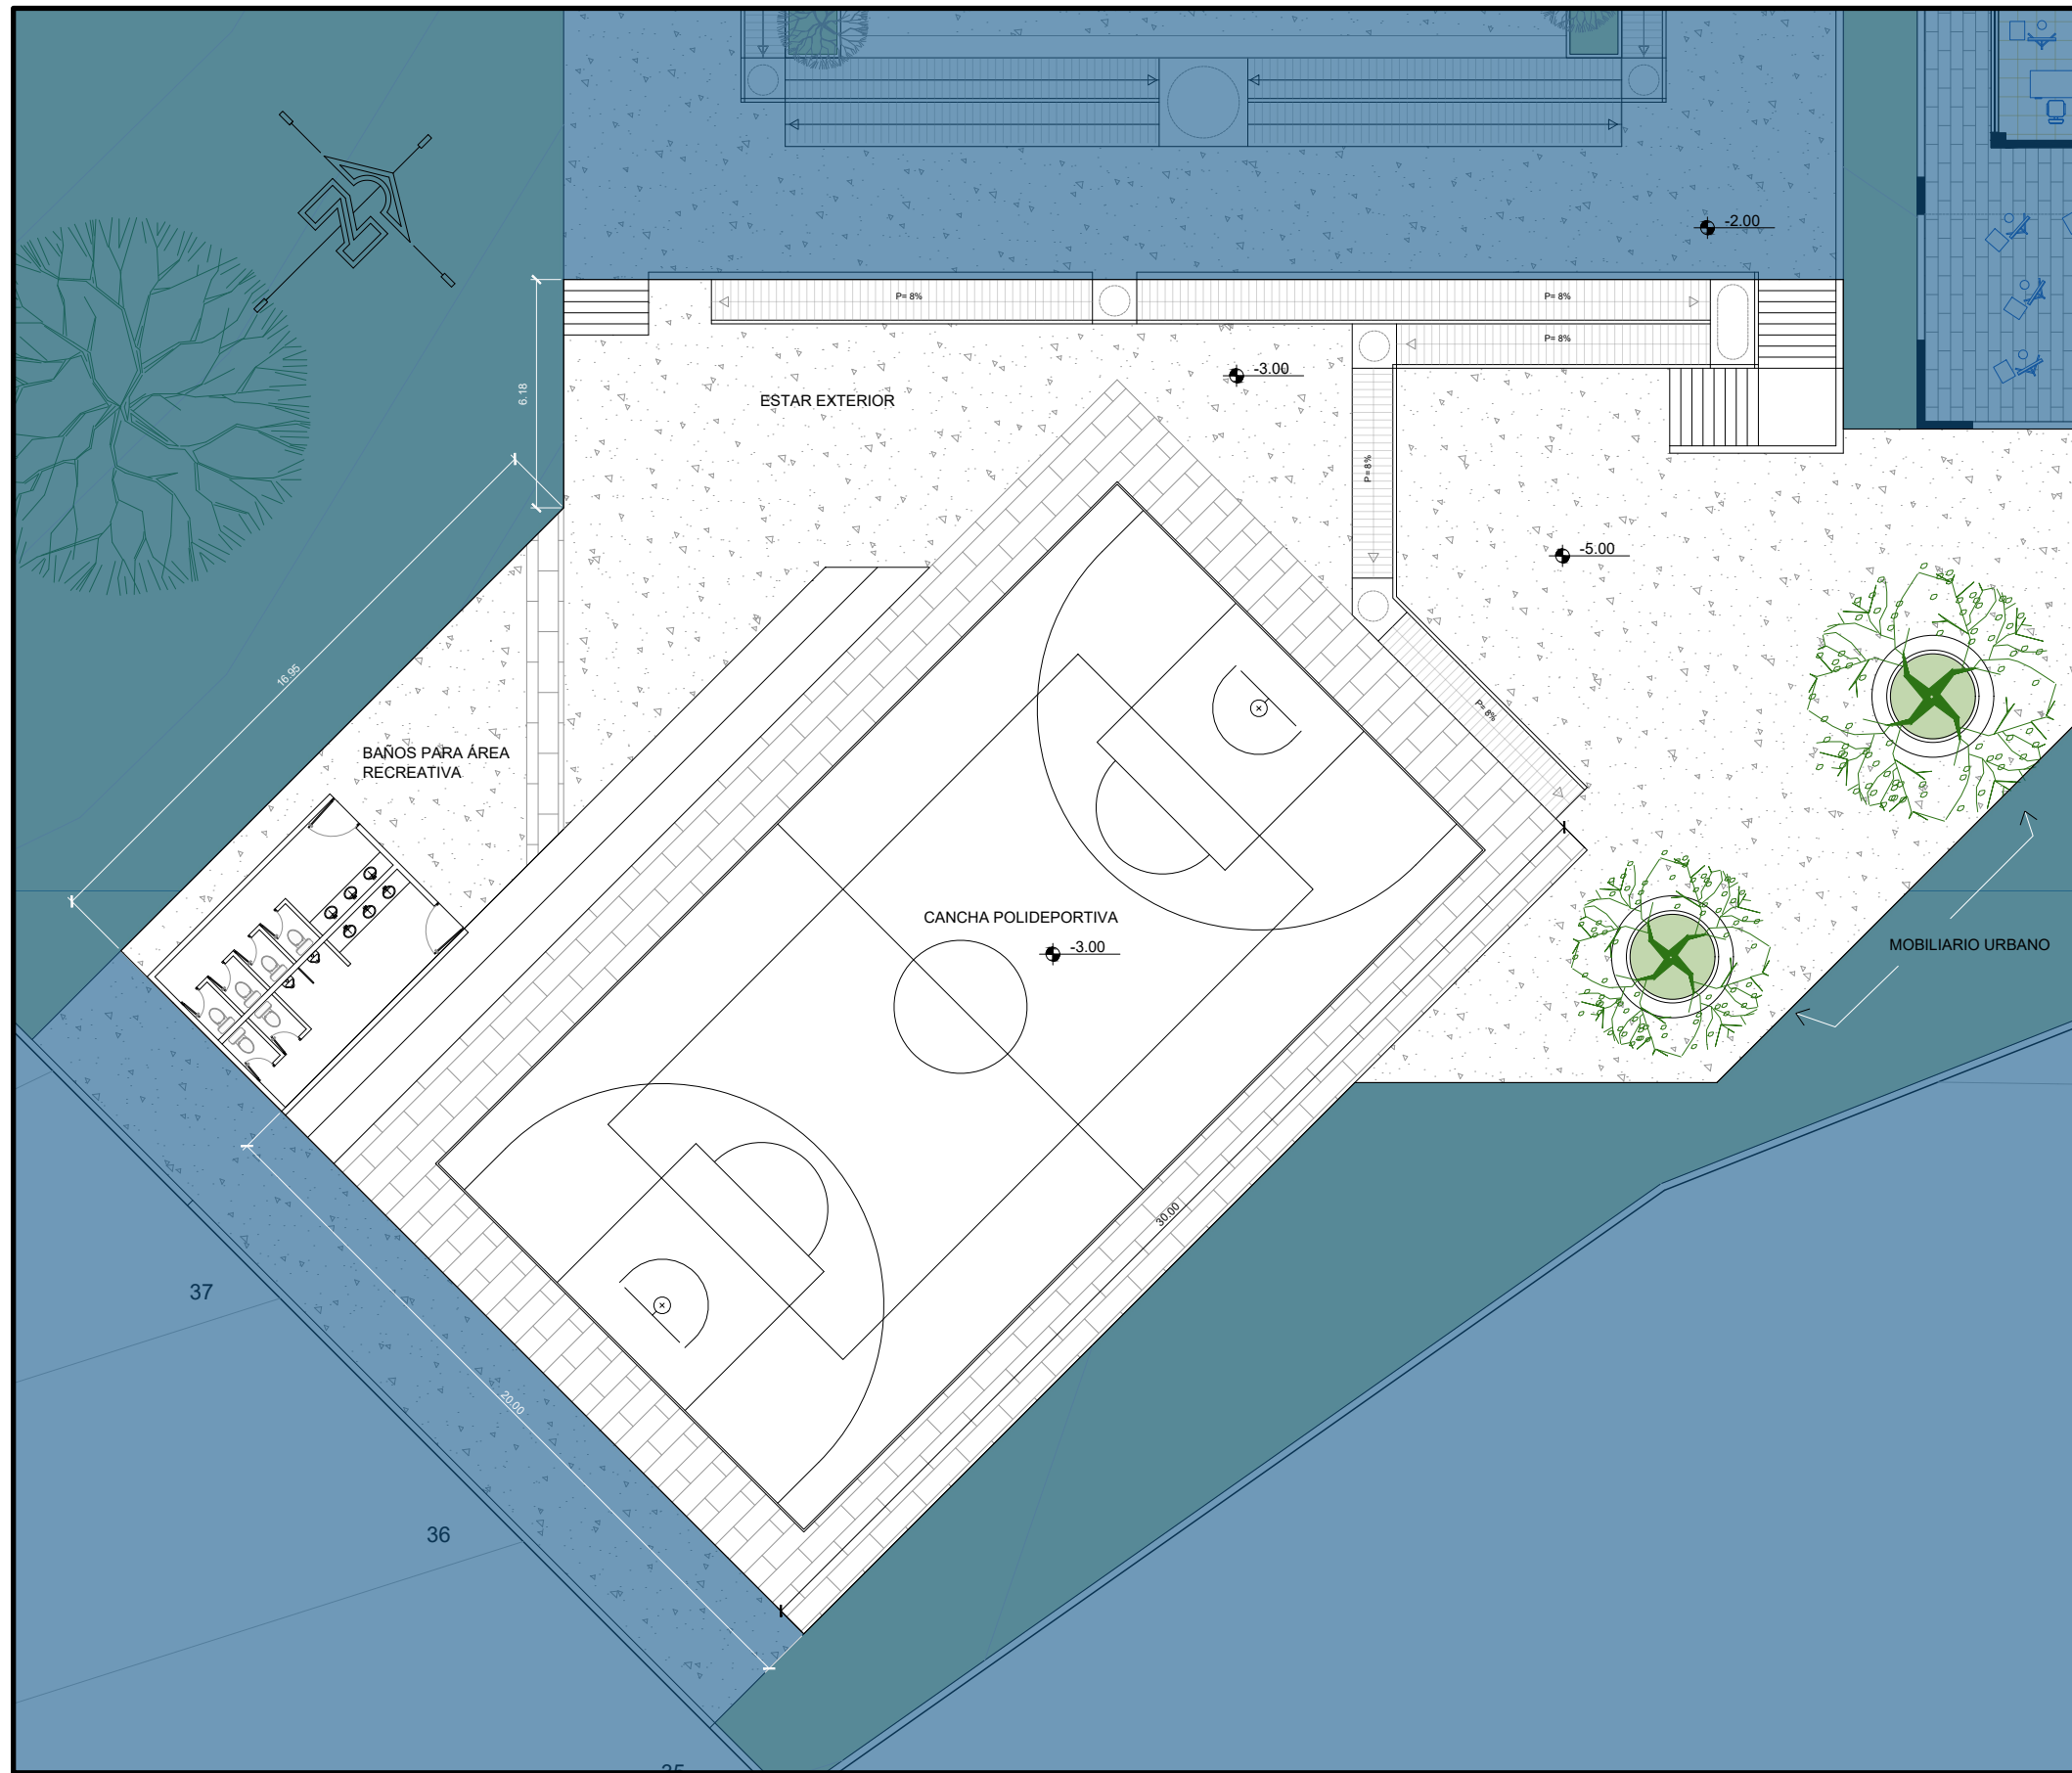 -2.00
P= 8%
P= 8%
P= 8%
-3.00
ESTAR EXTERIOR
6.18
P= 8%
-5.00
16.95
P= 8%
BAÑOS PARA ÁREA
RECREATIVA
CANCHA POLIDEPORTIVA
-3.00
MOBILIARIO URBANO
30.00
37
20.00
36
35